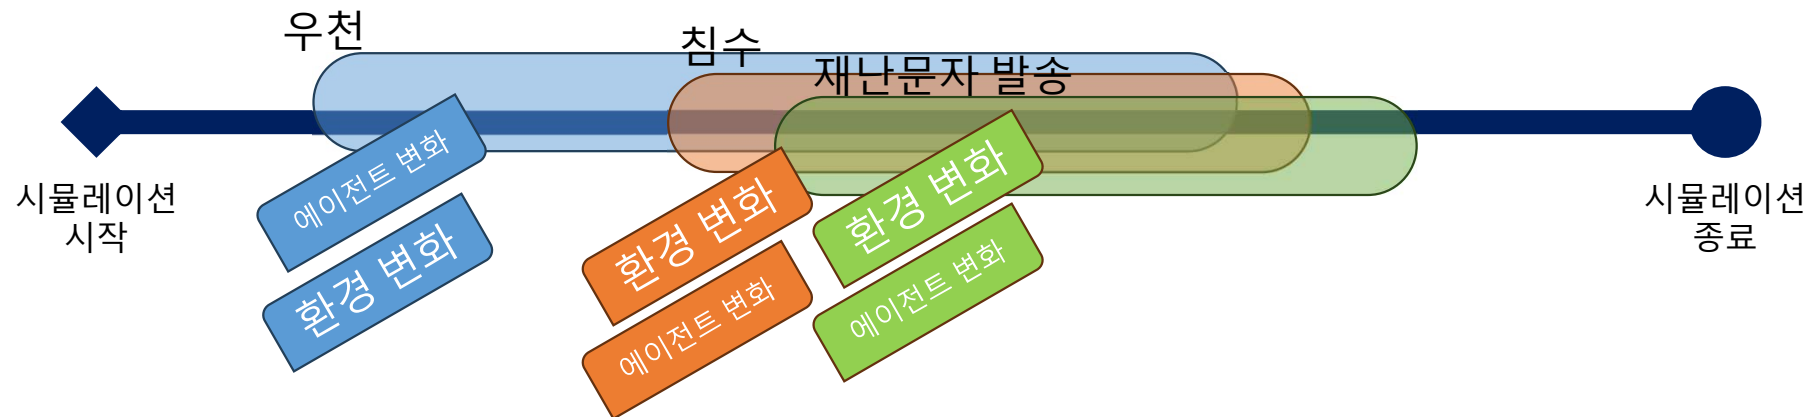 우천
침수
재난문자 발송
시뮬레이션
시작
에이전트 변화
환경 변화
환경 변화
에이전트 변화
환경 변화
에이전트 변화
시뮬레이션
종료